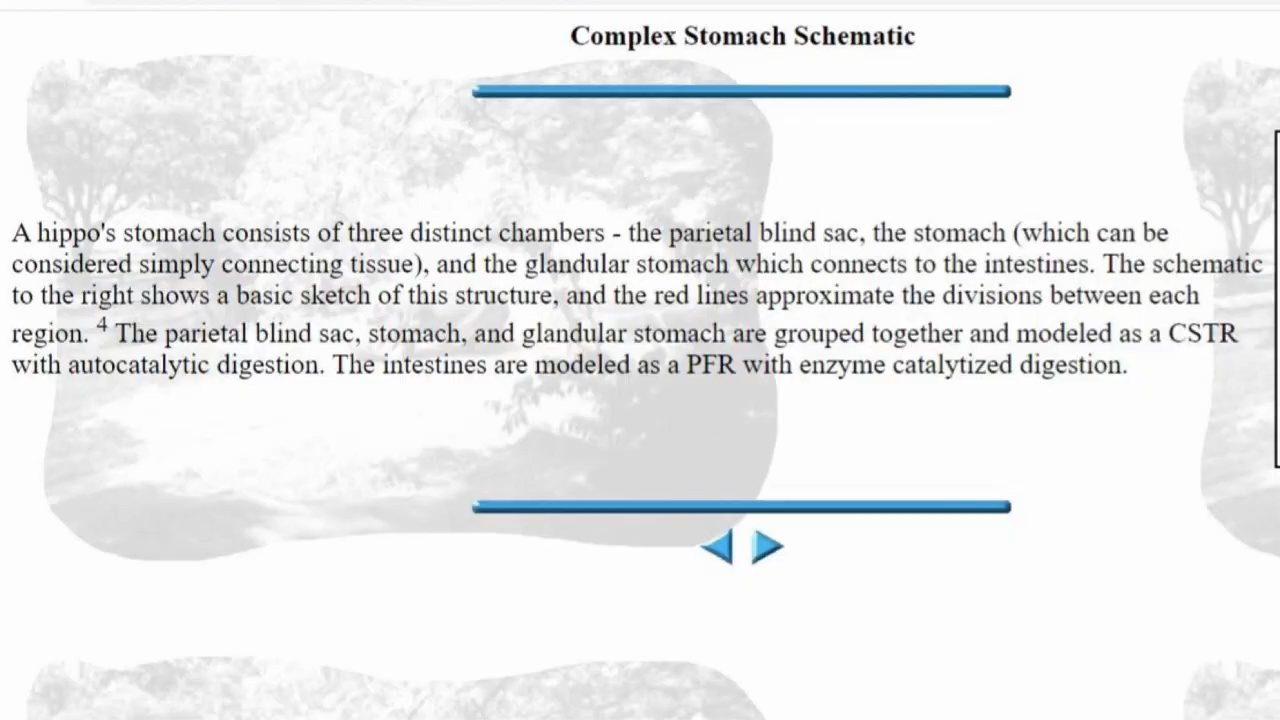 Complex Stomach Schematic
A hippo's stomach consists of three distinct chambers - the parietal blind sac, the stomach (which can be
considered simply connecting tissue), and the glandular stomach which connects to the intestines. The schematic
to the right shows a basic sketch of this structure, and the red lines approximate the divisions between each
region. 4 The parietal blind sac, stomach, and glandular stomach are grouped together and modeled as a CSTR
with autocatalytic digestion. The intestines are modeled as a PFR with enzyme catalytized digestion.